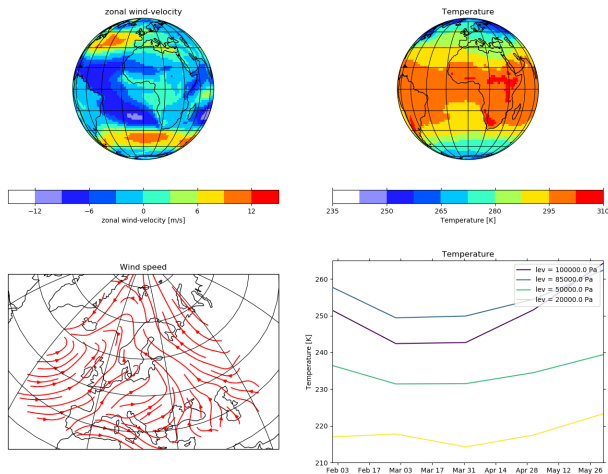 zonal wind-velocity
−12 −6 0 6 12
zonal wind-velocity [m/s]
Temperature
235 250 265 280 295 310
Temperature [K]
Wind speed
Temperature
Temperature [K]
260
250
240
230
220
210
lev = 100000.0 Pa
lev = 85000.0 Pa
lev = 50000.0 Pa
lev = 20000.0 Pa
Feb 03 Feb 17 Mar 03 Mar 17 Mar 31 Apr 14 Apr 28 May 12 May 26